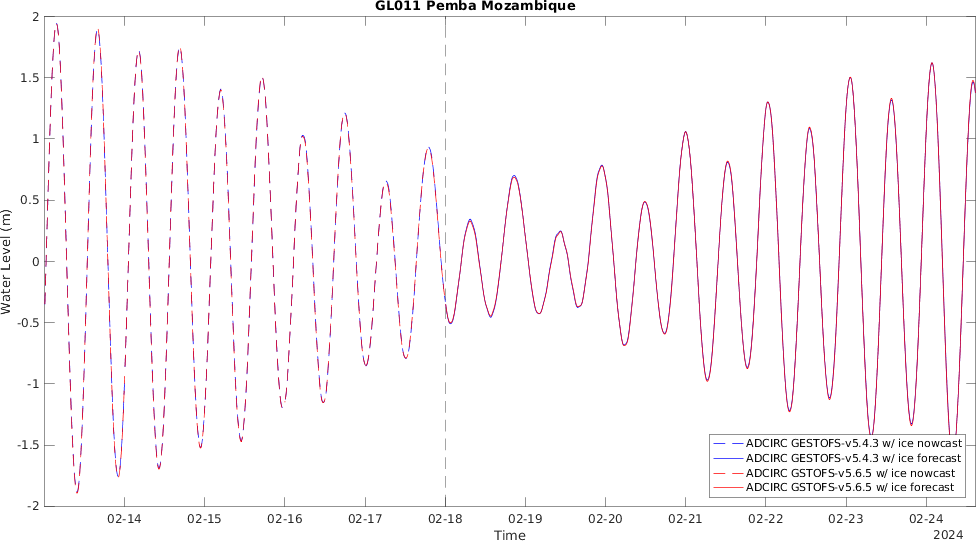 GL011 Pemba Mozambique
2
1.5
1
0.5
0
-0.5
-1
-1.5
-2
Water Level (m)
ADCIRC GESTOFS-v5.4.3 w/ ice nowcast
ADCIRC GESTOFS-v5.4.3 w/ ice forecast
ADCIRC GSTOFS-v5.6.5 w/ ice nowcast
ADCIRC GSTOFS-v5.6.5 w/ ice forecast
02-14 02-15 02-16 02-17 02-18 02-19 02-20 02-21 02-22 02-23 02-24
Time
2024